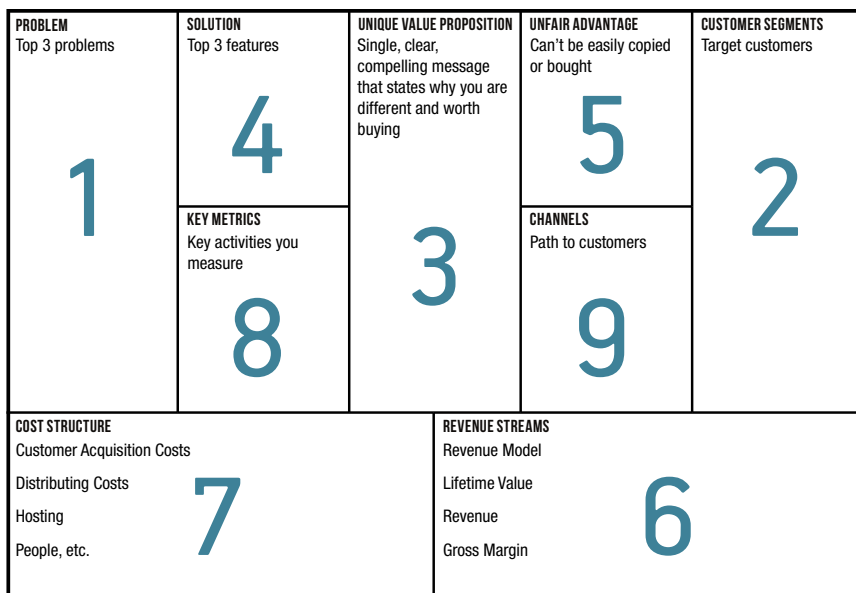 PROBLEM
Top 3 problems
1
SOLUTION
Top 3 features
4
KEY METRICS
Key activities you
measure
8
UNIQUE VALUE PROPOSITION
Single, clear,
compelling message
that states why you are
different and worth
buying
3
UNFAIR ADVANTAGE
Can't be easily copied
or bought
5
CHANNELS
Path to customers
9
CUSTOMER SEGMENTS
Target customers
2
COST STRUCTURE
Customer Acquisition Costs
Distributing Costs
Hosting
People, etc.
7
REVENUE STREAMS
Revenue Model
Lifetime Value
Revenue
Gross Margin
6